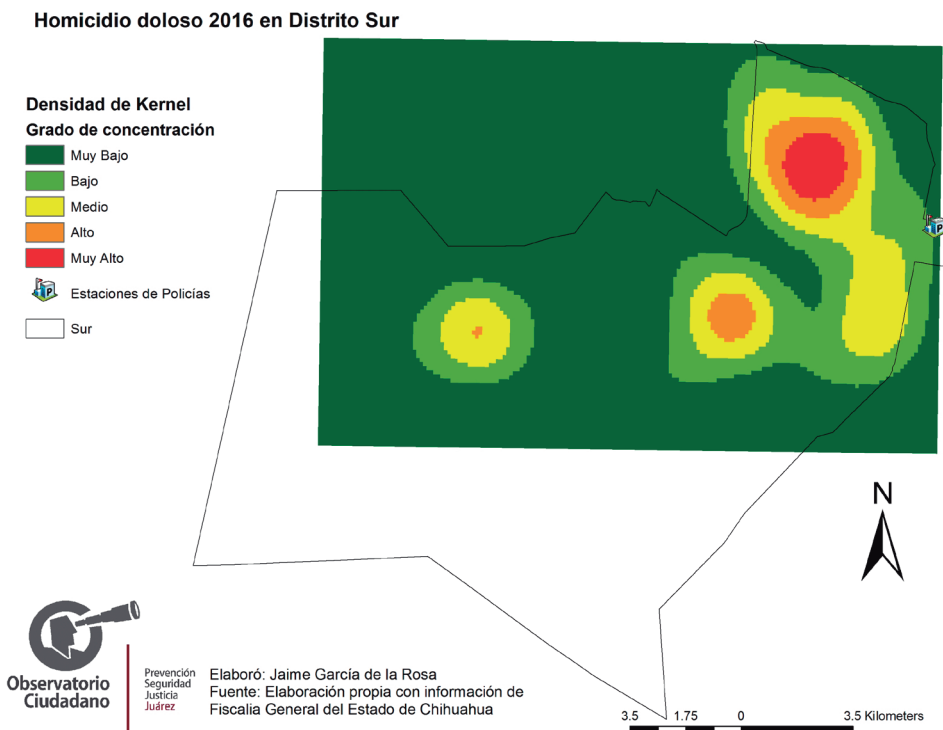 Homicidio doloso 2016 en Distrito Sur
Densidad de Kernel
Grado de concentración
Muy Bajo
Bajo
Medio
Alto
Muy Alto
P
Estaciones de Policías
Sur
P
N
Observatorio
Ciudadano
Prevención
Seguridad
Justicia
Juárez
Elaboró: Jaime García de la Rosa
Fuente: Elaboración propia con información de
Fiscalia General del Estado de Chihuahua
3.5 1.75 0 3.5 Kilometers